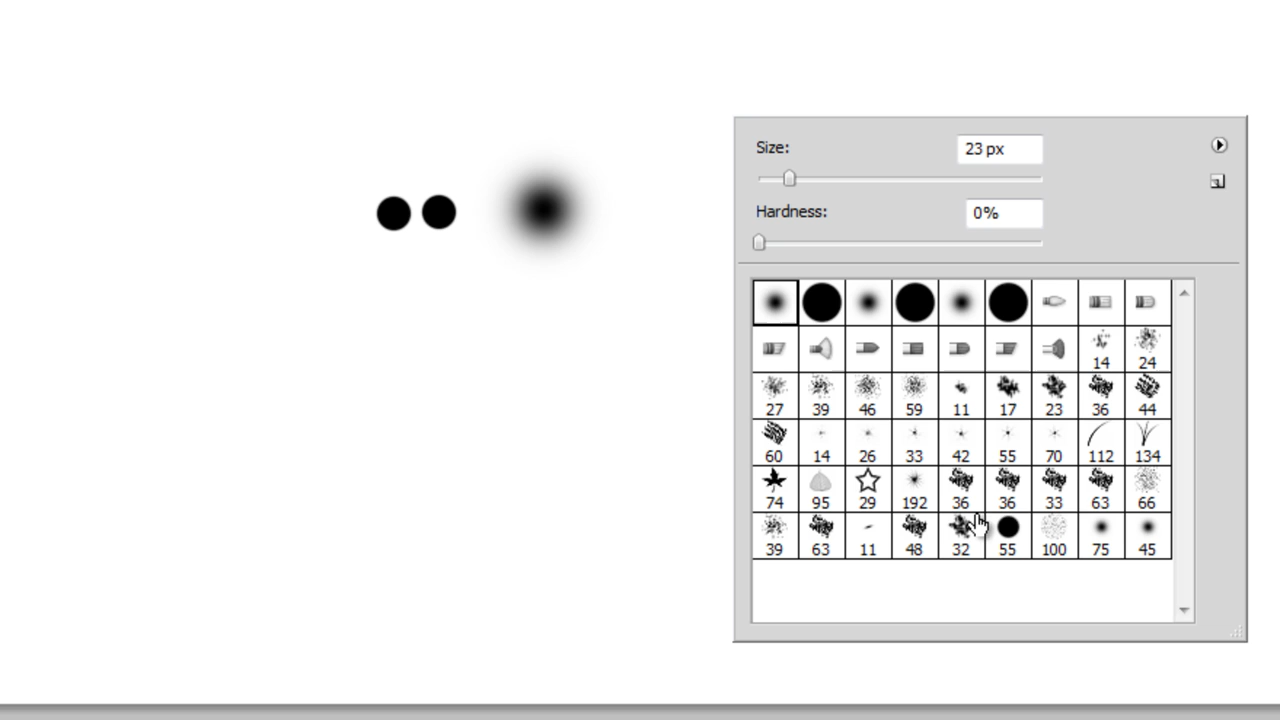 Size: 23 px
Hardness: 0%
14 24
27 39 46 59 11 17 23 36 44
60 14 26 33 42 55 70 112 134
74 95 29 192 36 36 33 63 66
39 63 11 48 32 55 100 75 45